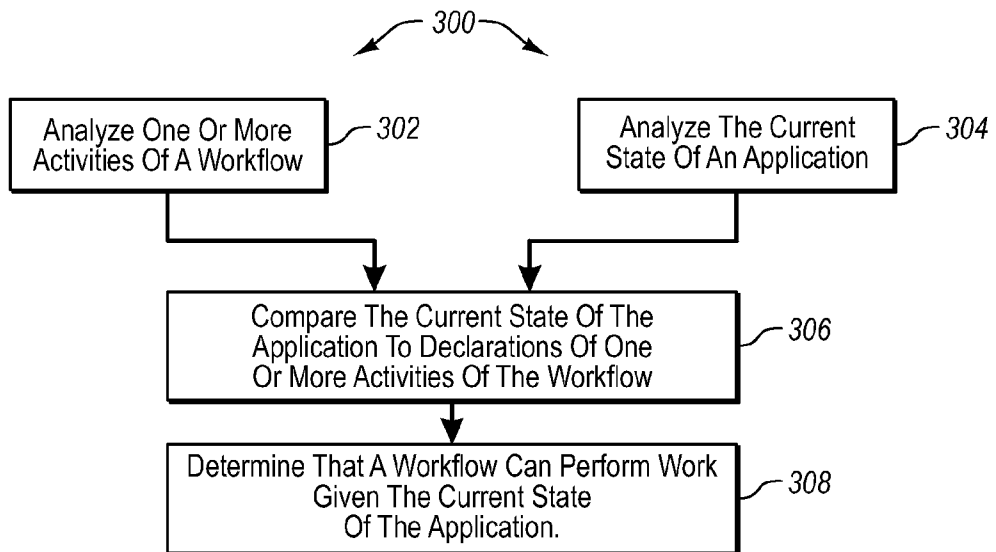 300
Analyze One Or More
Activities Of A Workflow
302
Analyze The Current
State Of An Application
304
Compare The Current State Of The
Application To Declarations Of One
Or More Activities Of The Workflow
306
Determine That A Workflow Can Perform Work
Given The Current State
Of The Application.
308